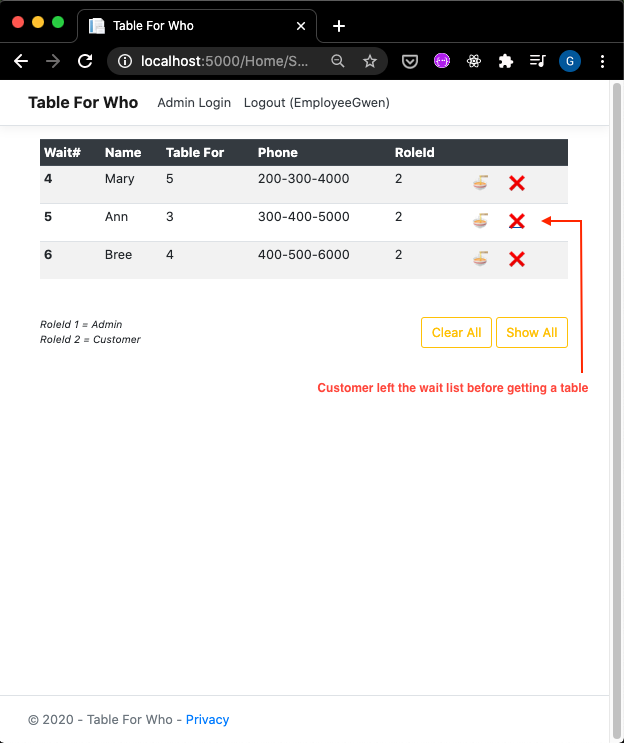 Table For Who
localhost:5000/Home/S...
G
Table For Who Admin Login Logout (EmployeeGwen)
Wait# Name Table For Phone RoleId
4 Mary 5 200-300-4000 2
5 Ann 3 300-400-5000 2
6 Bree 4 400-500-6000 2
RoleId 1 = Admin
RoleId 2 = Customer
Clear All Show All
Customer left the wait list before getting a table
© 2020 - Table For Who - Privacy